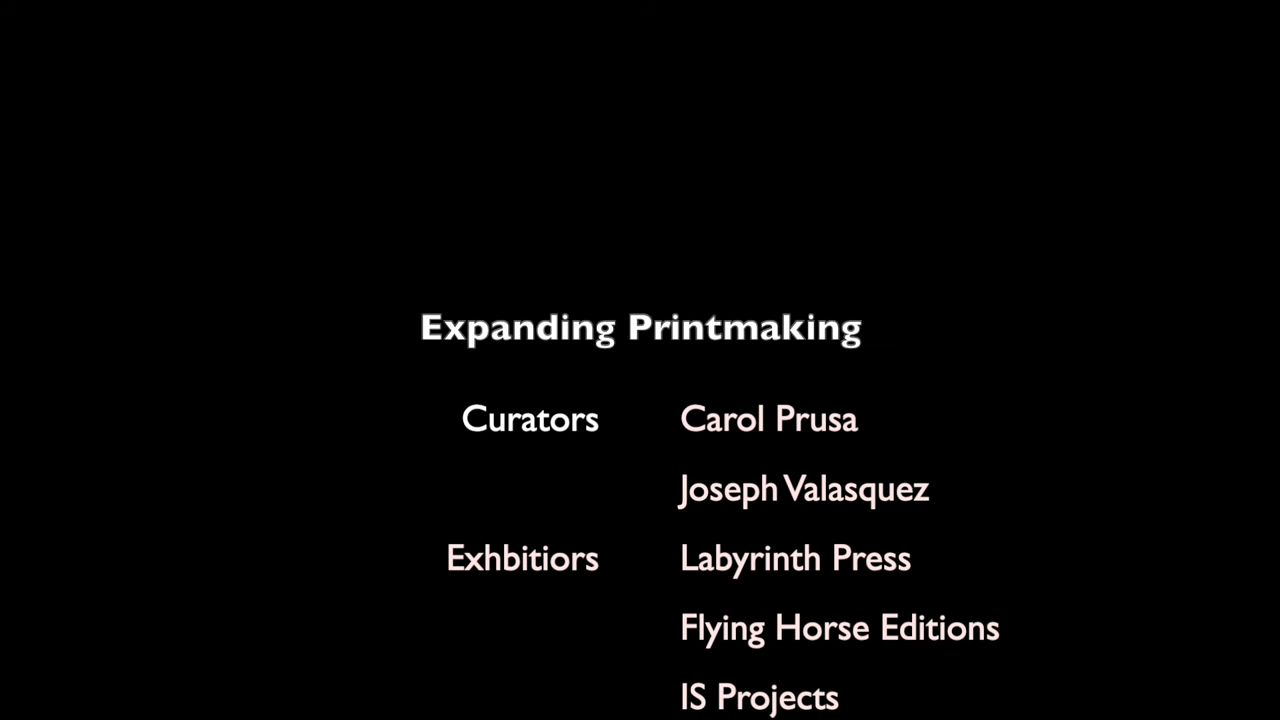 Expanding Printmaking
Curators Carol Prusa
Joseph Valasquez
Exhbitiors Labyrinth Press
Flying Horse Editions
IS Projects